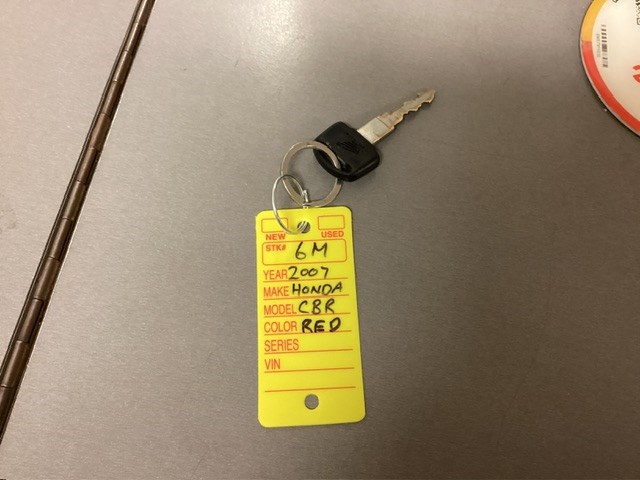 NEW USED
STK# 6M
YEAR 2007
MAKE HONDA
MODEL CBR
COLOR RED
SERIES
VIN